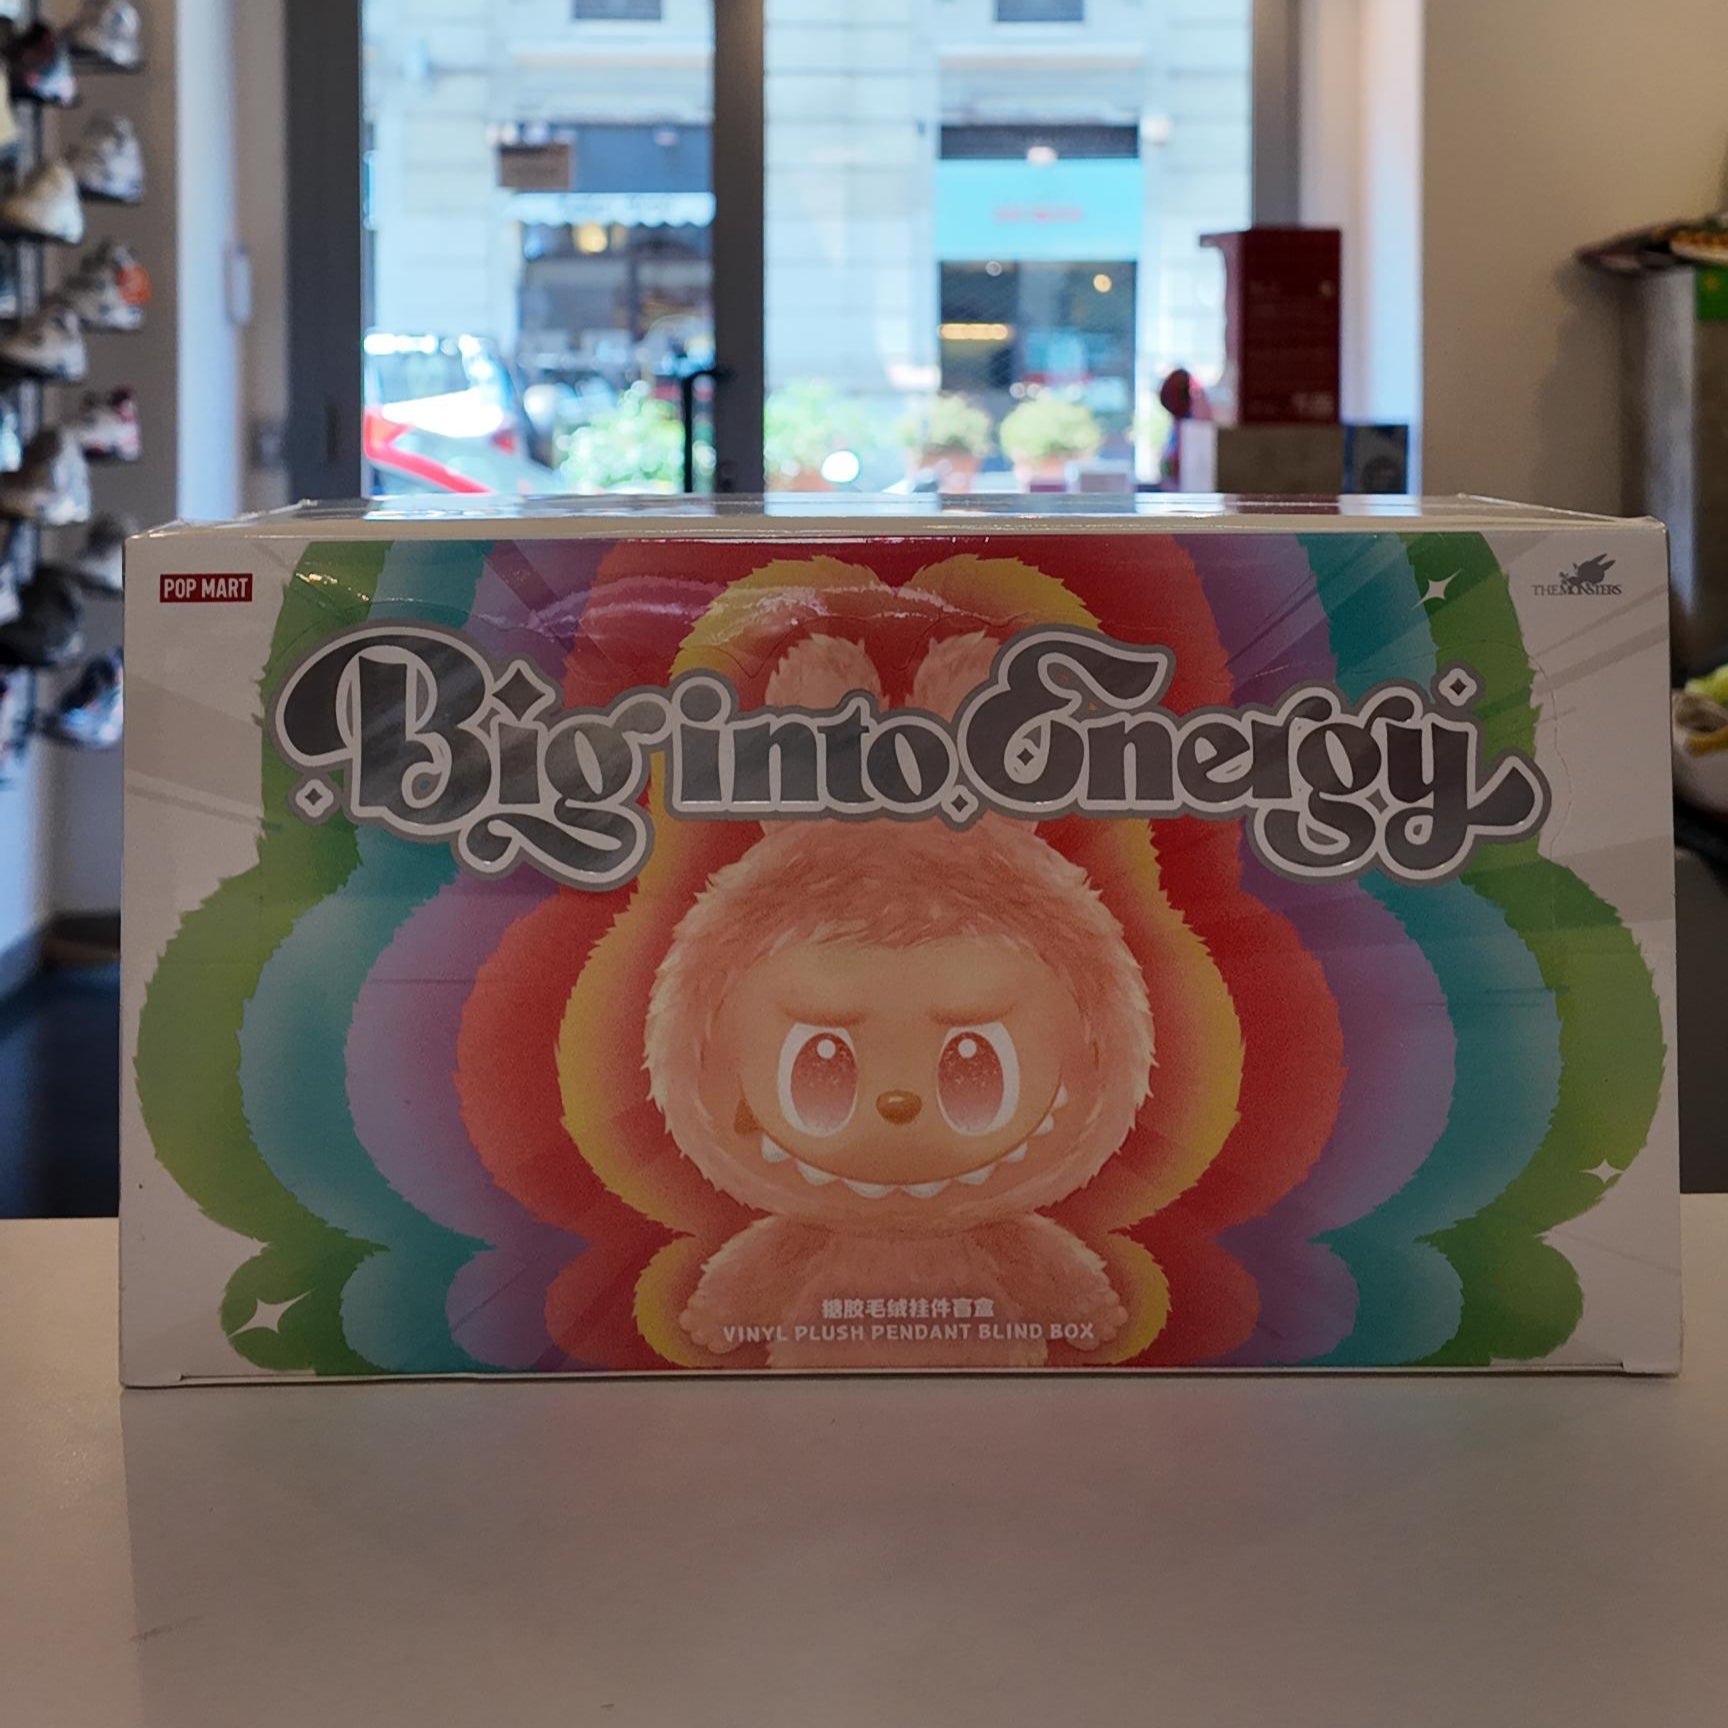 POP MART
THE MONSTERS
Big into Energy
搪胶毛绒挂件盲盒
VINYL PLUSH PENDANT BLIND BOX